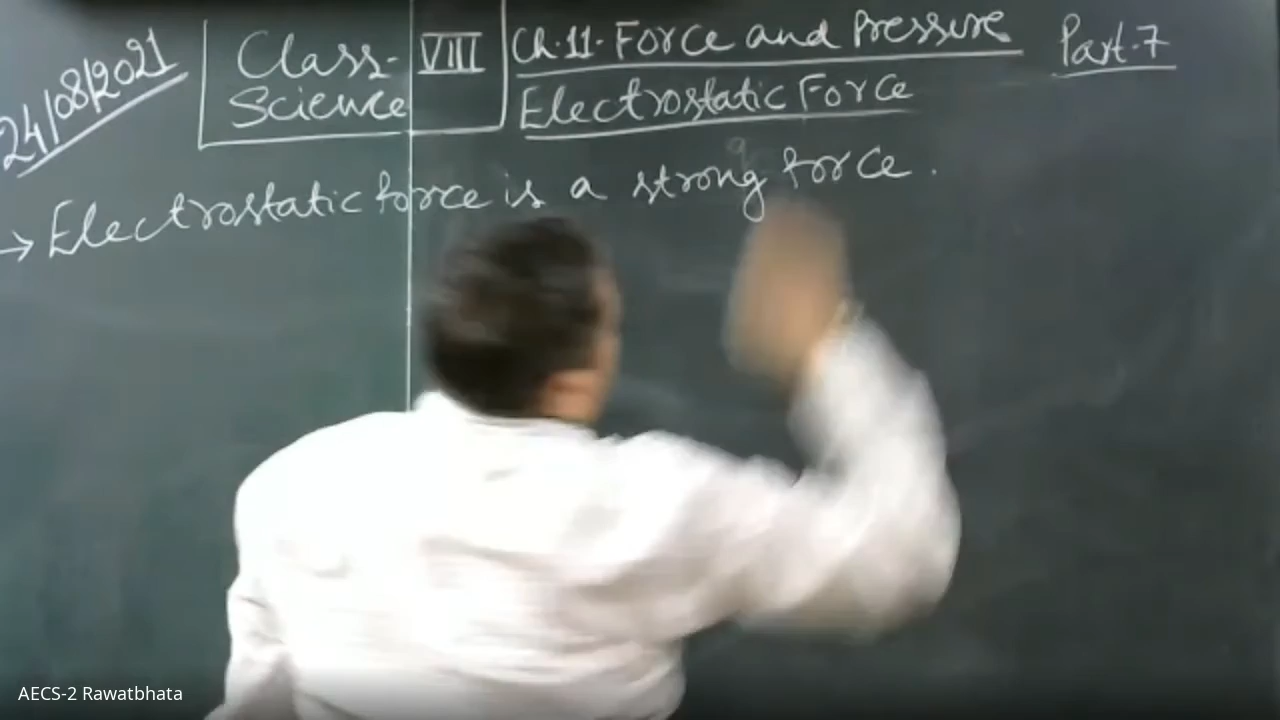 24/08/2021
Class- VIII
Science
Ch.11. Force and Pressure
Part.7
Electrostatic Force
→ Electrostatic force is a strong force.
AECS-2 Rawatbhata